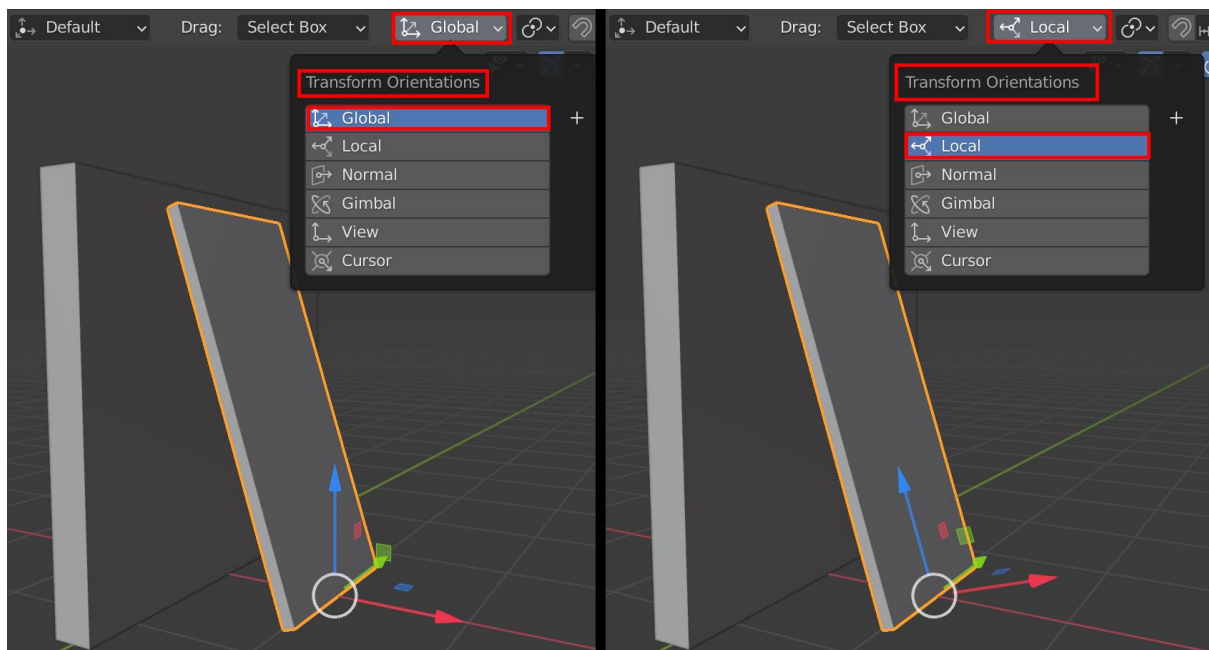 Default Drag: Select Box Global
Transform Orientations
Global
Local
Normal
Gimbal
View
Cursor
Default Drag: Select Box Local
Transform Orientations
Global
Local
Normal
Gimbal
View
Cursor